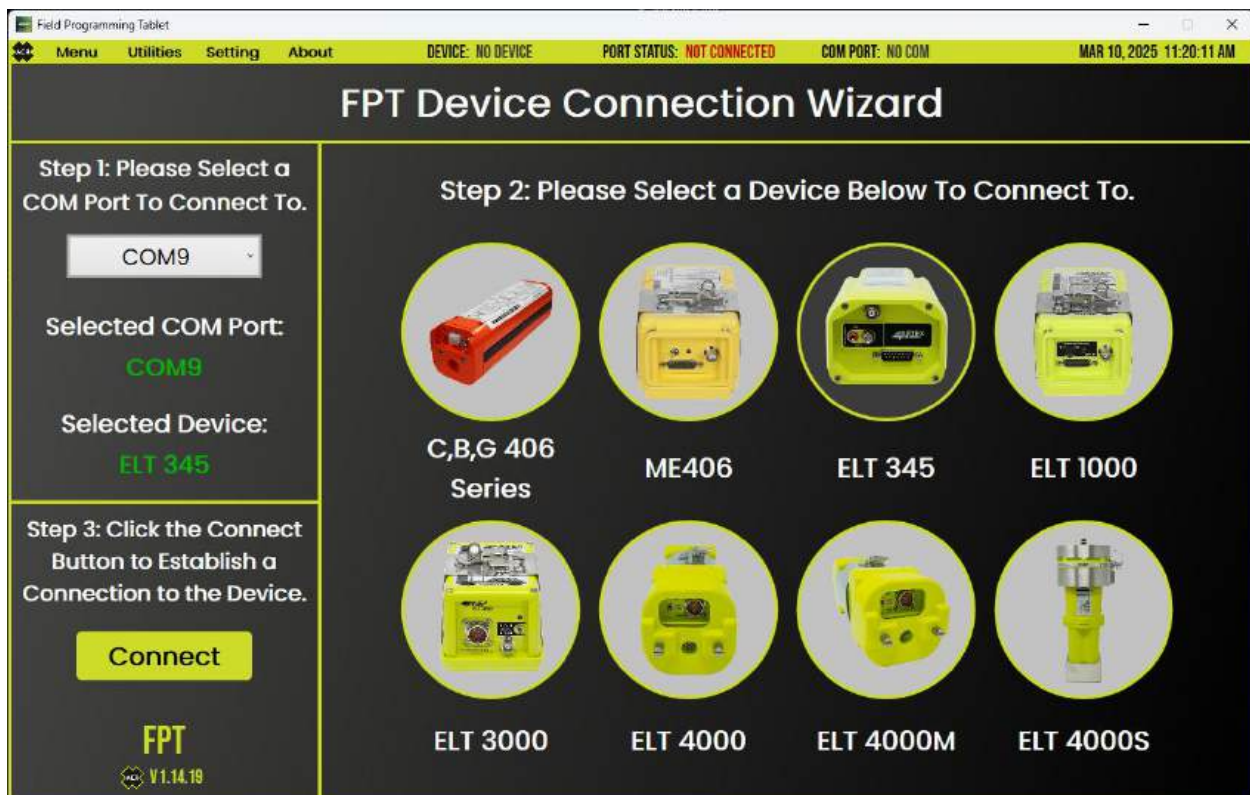 Field Programming Tablet
Menu Utilities Setting About DEVICE: NO DEVICE PORT STATUS: NOT CONNECTED COM PORT: NO COM MAR 10, 2025 11:20:11 AM
FPT Device Connection Wizard
Step 1: Please Select a
COM Port To Connect To.
COM9
Selected COM Port:
COM9
Selected Device:
ELT 345
Step 3: Click the Connect
Button to Establish a
Connection to the Device.
Connect
FPT
ACR V 1.14.19
Step 2: Please Select a Device Below To Connect To.
C,B,G 406
Series
ME406
ELT 345
ELT 1000
ELT 3000
ELT 4000
ELT 4000M
ELT 4000S